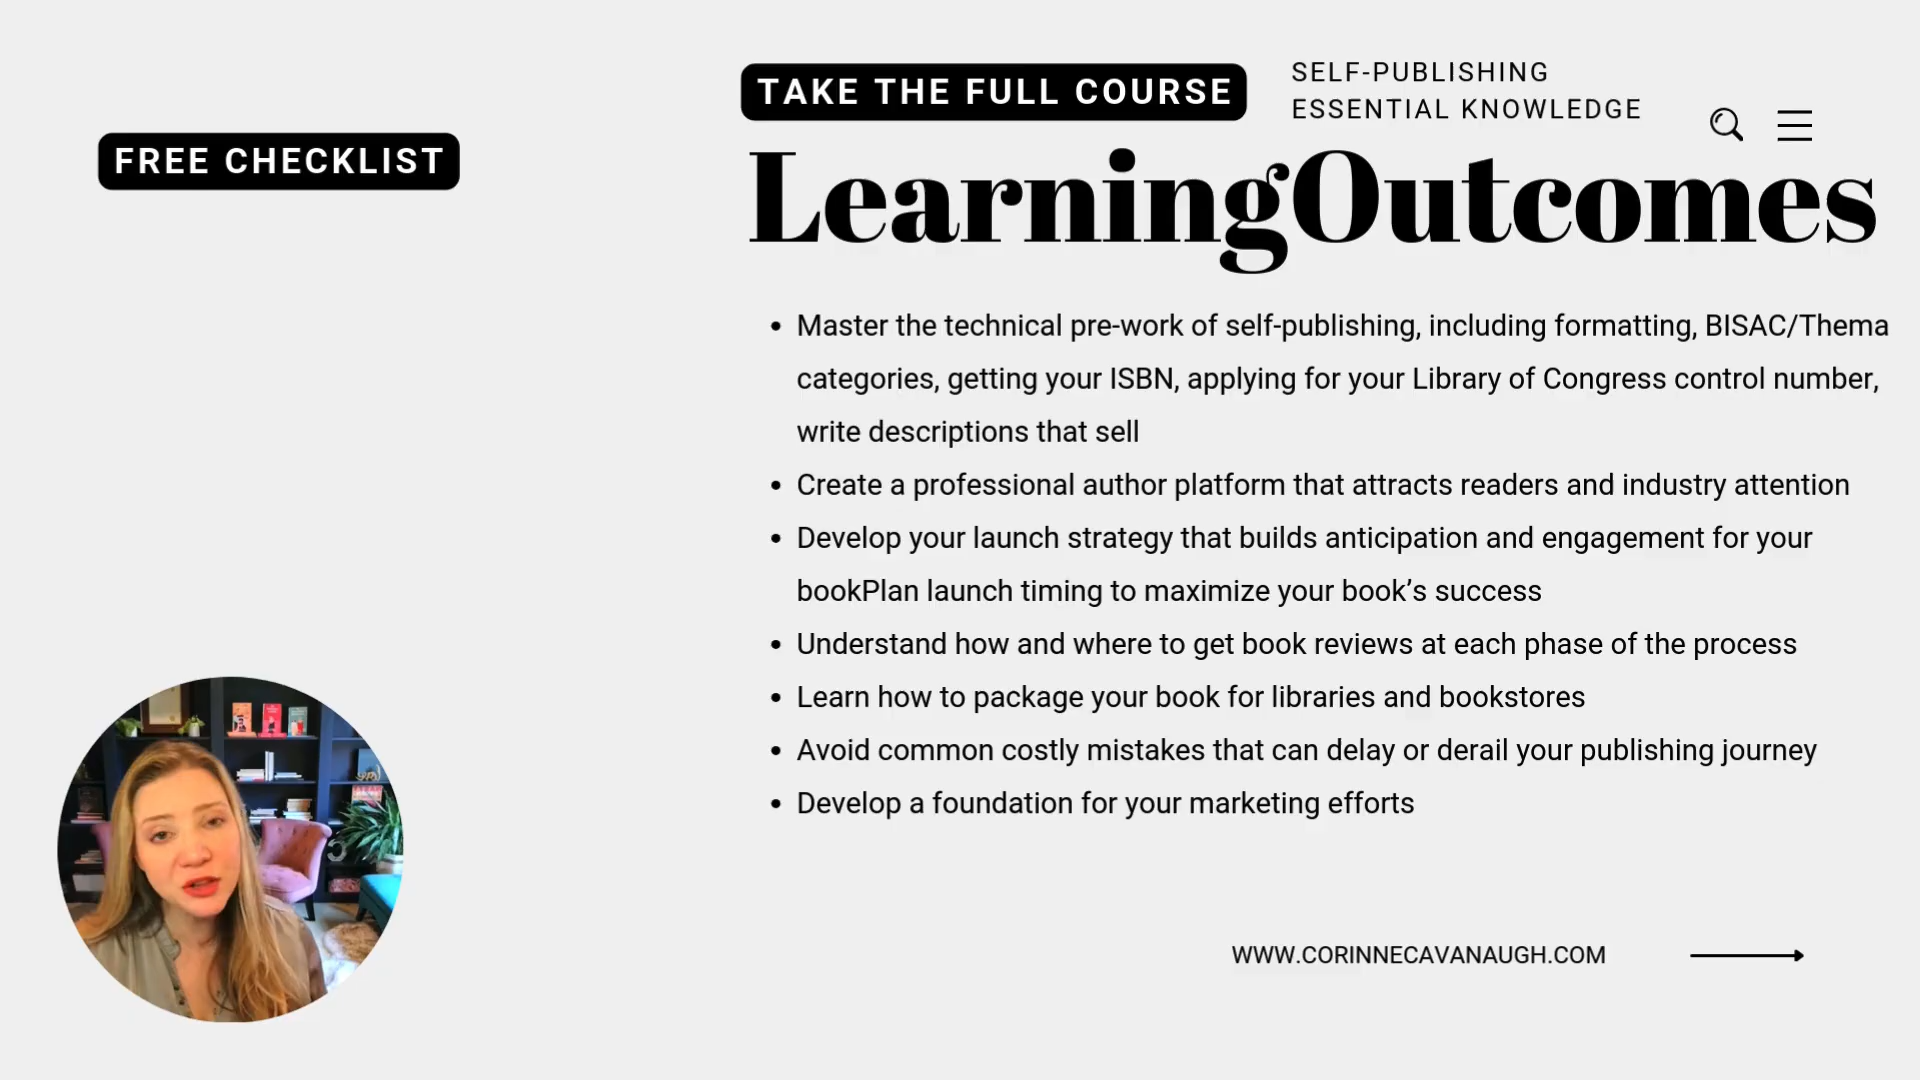 FREE CHECKLIST
TAKE THE FULL COURSE
SELF-PUBLISHING
ESSENTIAL KNOWLEDGE
LearningOutcomes
• Master the technical pre-work of self-publishing, including formatting, BISAC/Thema
categories, getting your ISBN, applying for your Library of Congress control number,
write descriptions that sell
• Create a professional author platform that attracts readers and industry attention
• Develop your launch strategy that builds anticipation and engagement for your
bookPlan launch timing to maximize your book’s success
• Understand how and where to get book reviews at each phase of the process
• Learn how to package your book for libraries and bookstores
• Avoid common costly mistakes that can delay or derail your publishing journey
• Develop a foundation for your marketing efforts
WWW.CORINNECAVANAUGH.COM